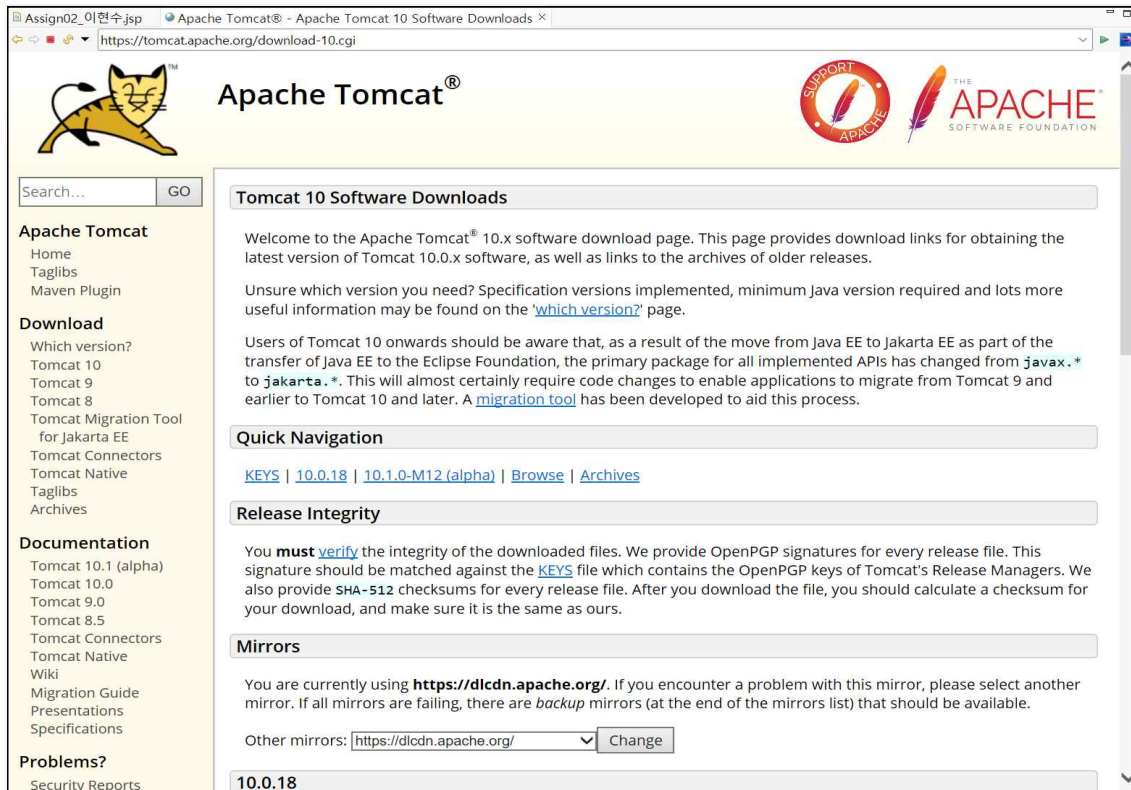 Assign02_이현수.jsp
Apache Tomcat® - Apache Tomcat 10 Software Downloads
https://tomcat.apache.org/download-10.cgi
TM
Apache Tomcat®
SUPPORT
APACHE
THE
APACHE®
SOFTWARE FOUNDATION
Search...
GO
Apache Tomcat
Home
Taglibs
Maven Plugin
Download
Which version?
Tomcat 10
Tomcat 9
Tomcat 8
Tomcat Migration Tool
for Jakarta EE
Tomcat Connectors
Tomcat Native
Taglibs
Archives
Documentation
Tomcat 10.1 (alpha)
Tomcat 10.0
Tomcat 9.0
Tomcat 8.5
Tomcat Connectors
Tomcat Native
Wiki
Migration Guide
Presentations
Specifications
Problems?
Security Reports
Tomcat 10 Software Downloads
Welcome to the Apache Tomcat® 10.x software download page. This page provides download links for obtaining the
latest version of Tomcat 10.0.x software, as well as links to the archives of older releases.
Unsure which version you need? Specification versions implemented, minimum Java version required and lots more
useful information may be found on the 'which version?' page.
Users of Tomcat 10 onwards should be aware that, as a result of the move from Java EE to Jakarta EE as part of the
transfer of Java EE to the Eclipse Foundation, the primary package for all implemented APIs has changed from javax.*
to jakarta.*. This will almost certainly require code changes to enable applications to migrate from Tomcat 9 and
earlier to Tomcat 10 and later. A migration tool has been developed to aid this process.
Quick Navigation
KEYS | 10.0.18 | 10.1.0-M12 (alpha) | Browse | Archives
Release Integrity
You must verify the integrity of the downloaded files. We provide OpenPGP signatures for every release file. This
signature should be matched against the KEYS file which contains the OpenPGP keys of Tomcat's Release Managers. We
also provide SHA-512 checksums for every release file. After you download the file, you should calculate a checksum for
your download, and make sure it is the same as ours.
Mirrors
You are currently using https://dlcdn.apache.org/. If you encounter a problem with this mirror, please select another
mirror. If all mirrors are failing, there are backup mirrors (at the end of the mirrors list) that should be available.
Other mirrors: https://dlcdn.apache.org/ Change
10.0.18